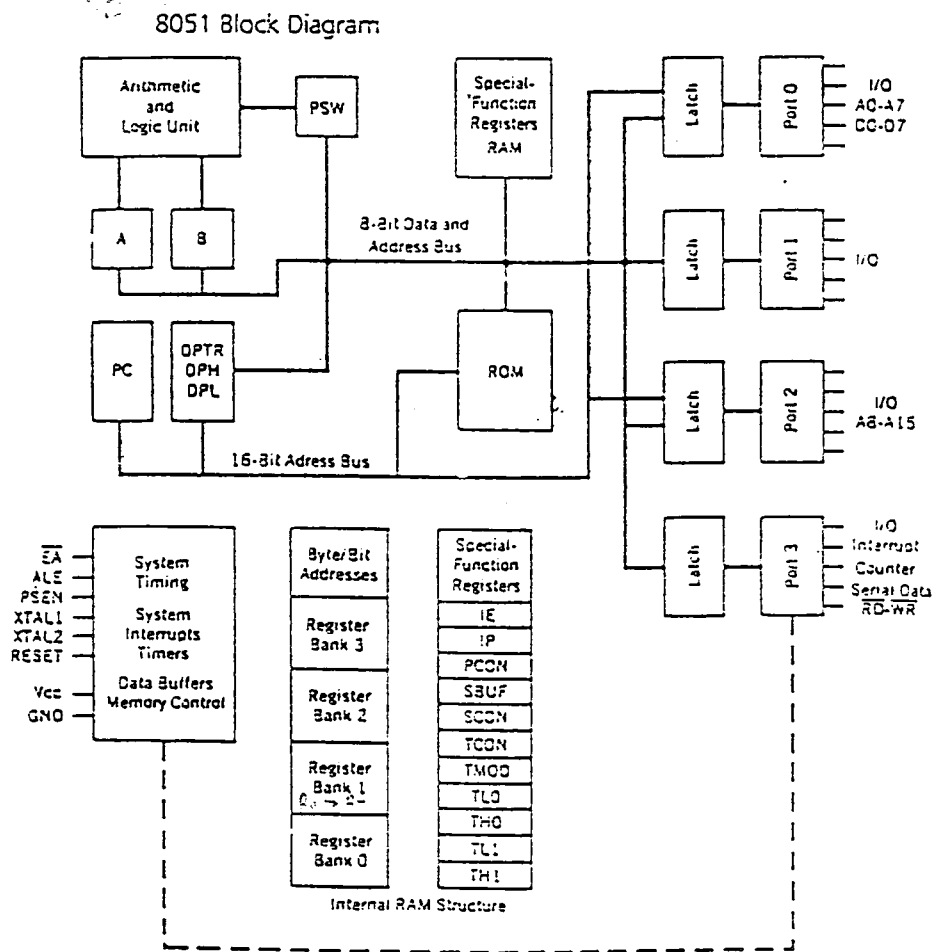 8051 Block Diagram
Arithmetic
and
Logic Unit
PSW
A
B
Special-
Function
Registers
RAM
8-Bit Data and
Address Bus
PC
DPTR
DPH
DPL
ROM
16-Bit Adress Bus
Latch
Port 0
I/O
A0-A7
D0-D7
Latch
Port 1
I/O
Latch
Port 2
I/O
A8-A15
Latch
Port 3
I/O
Interrupt
Counter
Serial Data
RD-WR
EA
ALE
PSEN
XTAL1
XTAL2
RESET
Vcc
GND
System
Timing
System
Interrupts
Timers
Data Buffers
Memory Control
Byte/Bit
Addresses
Register
Bank 3
Register
Bank 2
Register
Bank 1
Register
Bank 0
Special-
Function
Registers
IE
IP
PCON
SBUF
SCON
TCON
TMOD
TL0
TH0
TL1
TH1
Internal RAM Structure